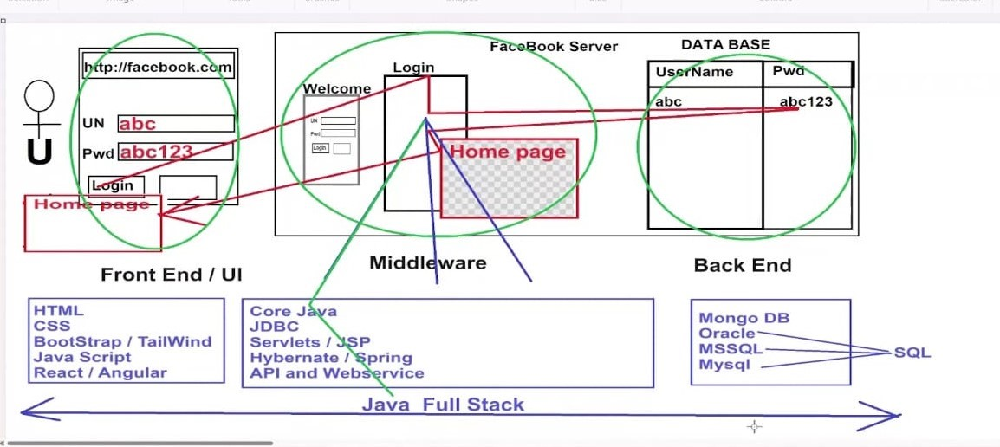 FaceBook Server
DATA BASE
http://facebook.com
Login
Welcome
UserName
Pwd
UN
abc
Pwd
abc123
Login
U
Home page
UN
Pwd
Login
Home page
abc
abc123
Front End / UI
Middleware
Back End
HTML
CSS
BootStrap / TailWind
Java Script
React / Angular
Core Java
JDBC
Servlets / JSP
Hybernate / Spring
API and Webservice
Mongo DB
Oracle
MSSQL
Mysql
SQL
Java Full Stack